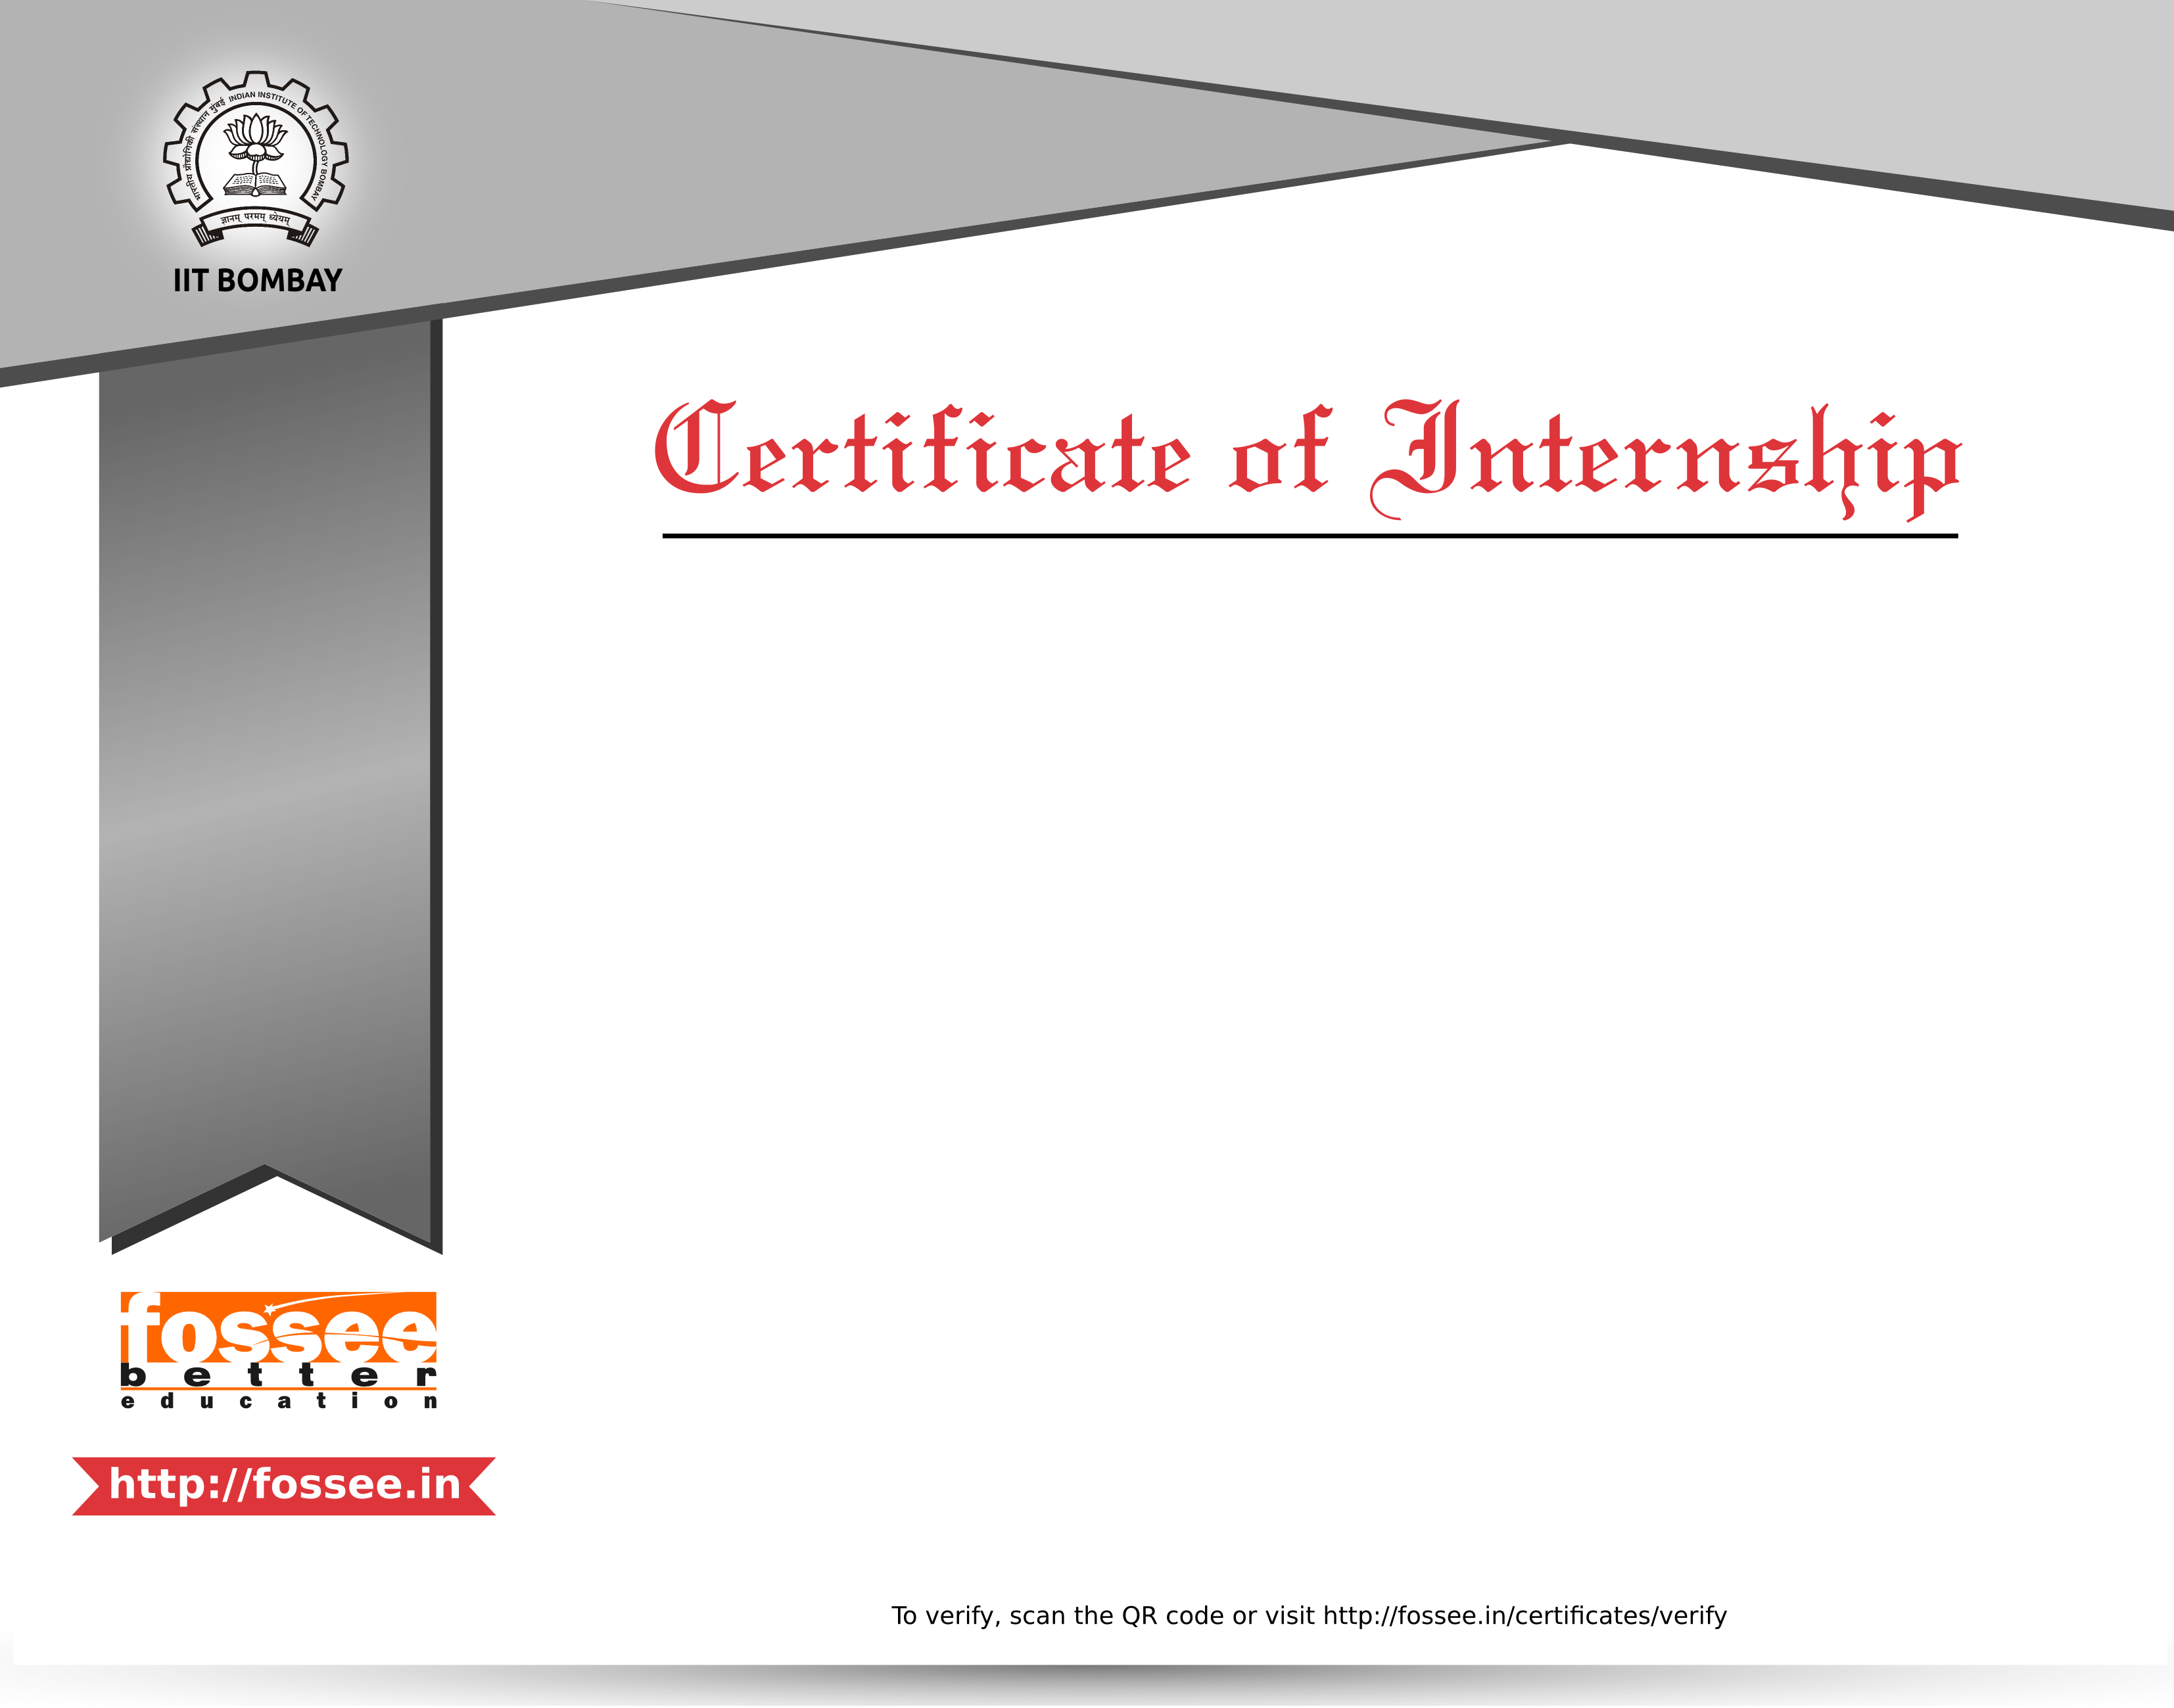 भारतीय प्रौद्योगिकी संस्थान मुंबई INDIAN INSTITUTE OF TECHNOLOGY BOMBAY
ज्ञानम् परमम् ध्येयम्
IIT BOMBAY
Certificate of Internship
fossee
better
education
http://fossee.in
To verify, scan the QR code or visit http://fossee.in/certificates/verify